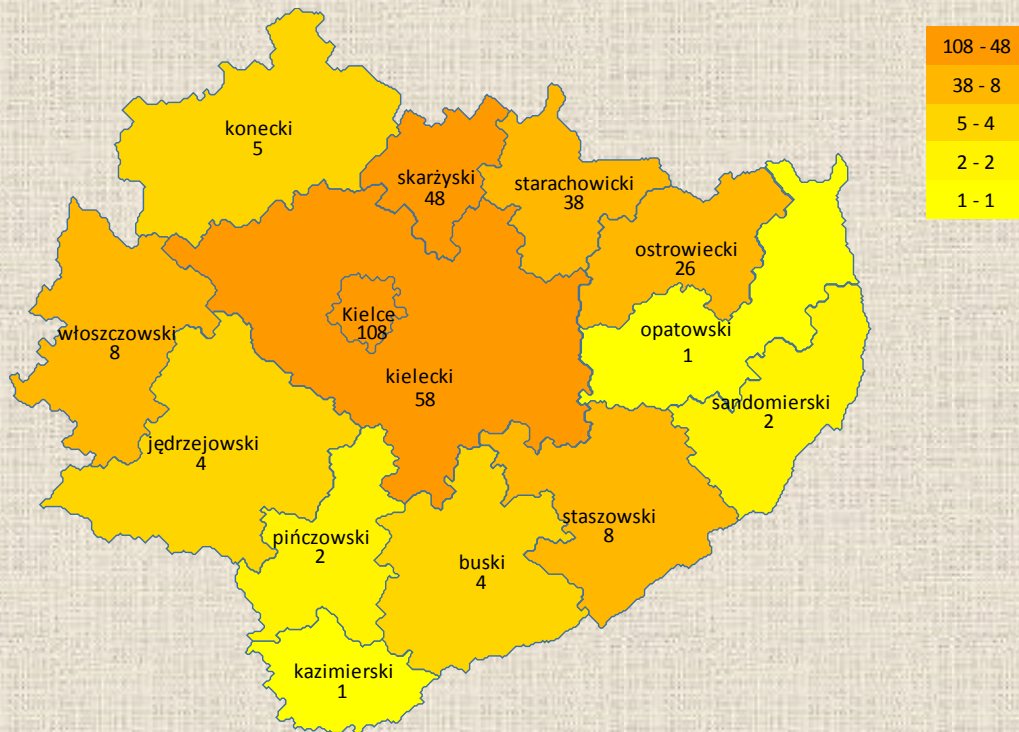 108 - 48
38 - 8
5 - 4
2 - 2
1 - 1
konecki
5
skarżyski
48
starachowicki
38
ostrowiecki
26
Kielce
108
włoszczowski
8
opatowski
1
kielecki
58
sandomierski
2
jędrzejowski
4
staszowski
8
pińczowski
2
buski
4
kazimierski
1